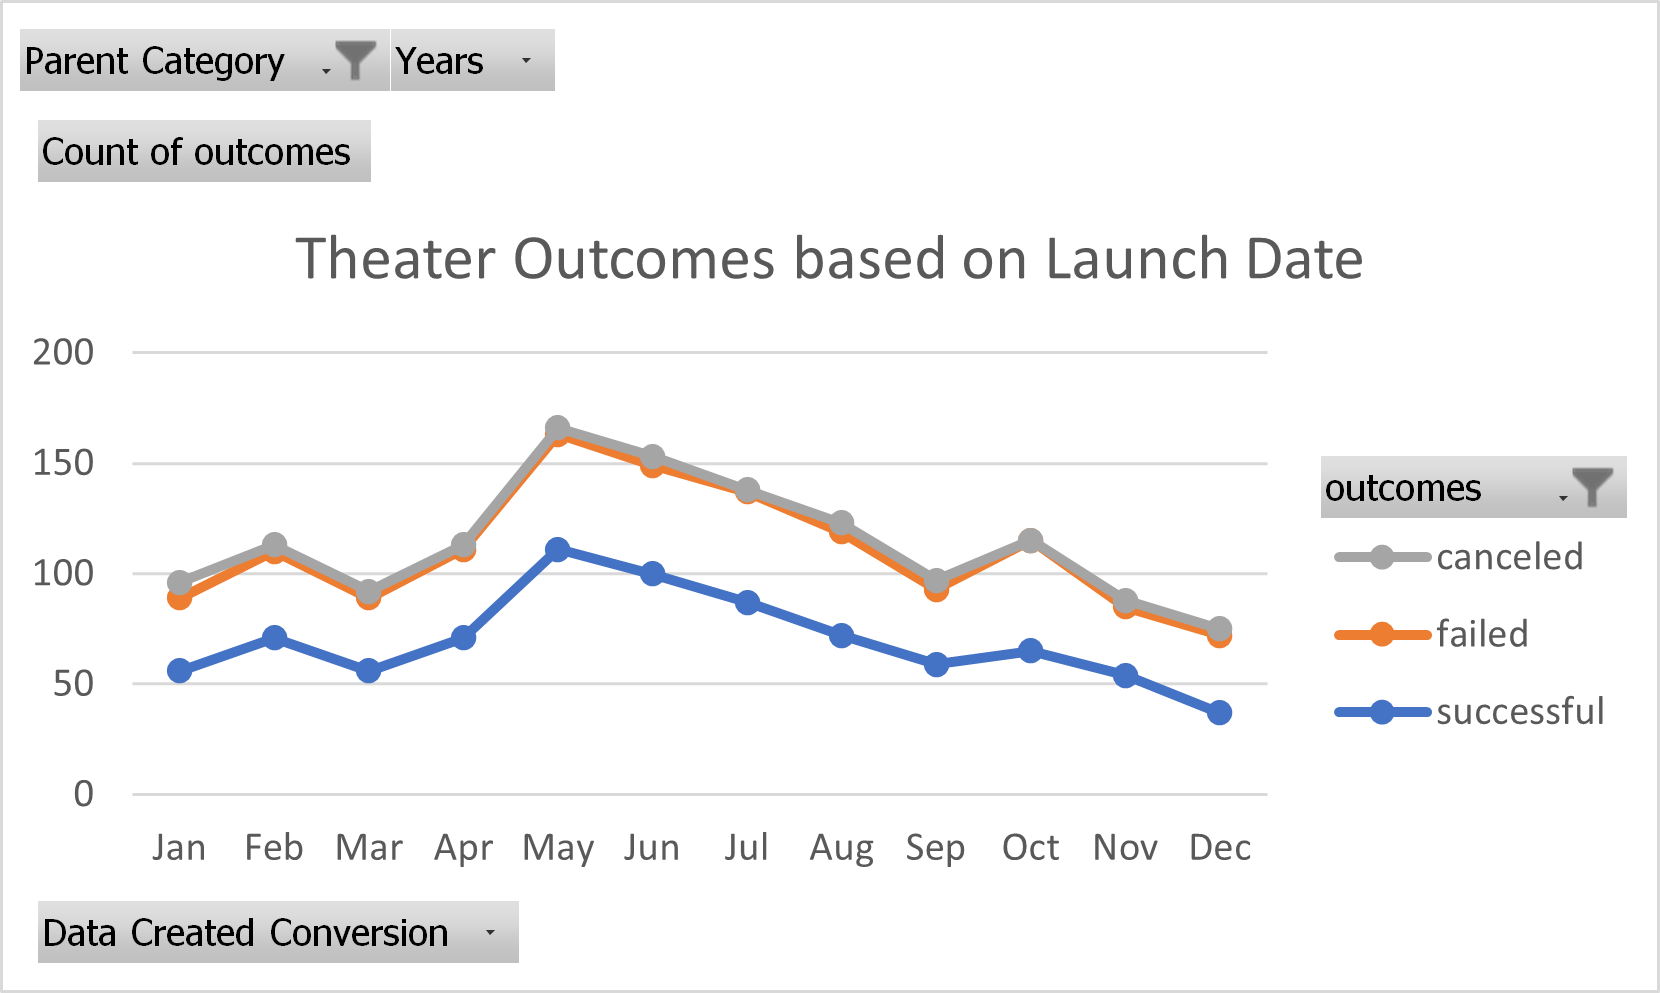 Parent Category Years
Count of outcomes
Theater Outcomes based on Launch Date
200
150
100
50
0
Jan Feb Mar Apr May Jun Jul Aug Sep Oct Nov Dec
outcomes
canceled
failed
successful
Data Created Conversion